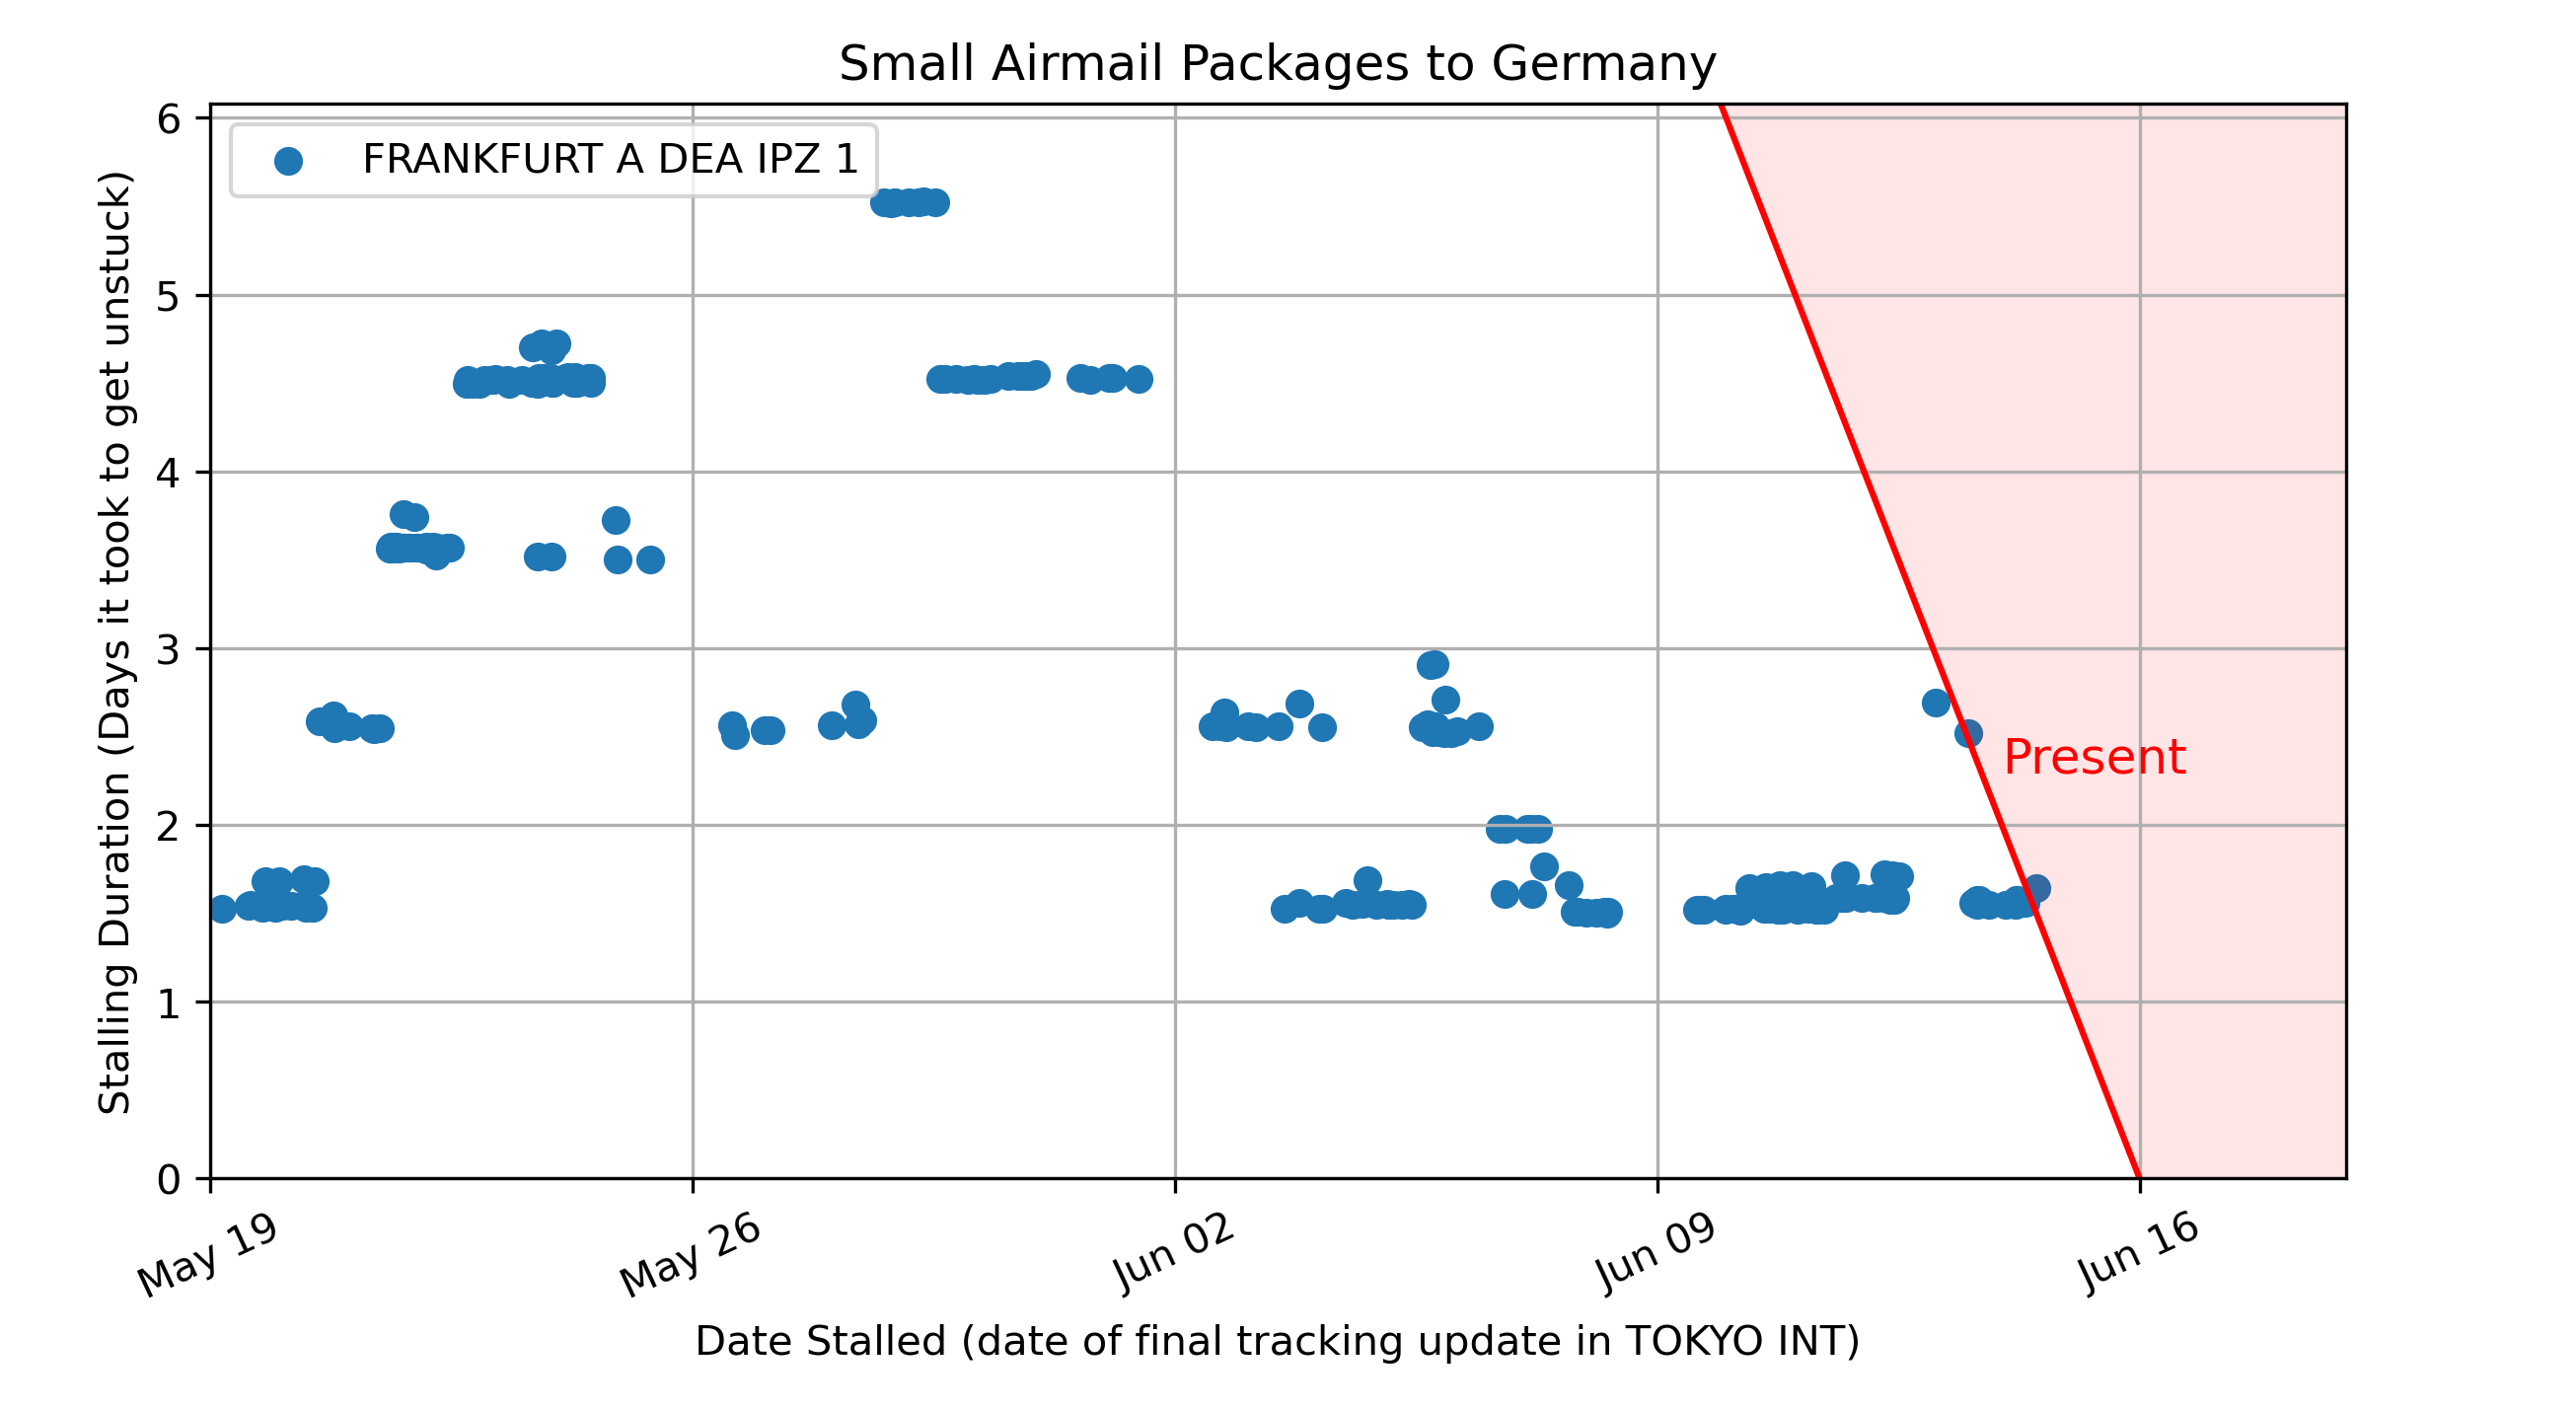 Small Airmail Packages to Germany
FRANKFURT A DEA IPZ 1
Stalling Duration (Days it took to get unstuck)
6
5
4
3
2
1
0
Present
May 19
May 26
Jun 02
Jun 09
Jun 16
Date Stalled (date of final tracking update in TOKYO INT)